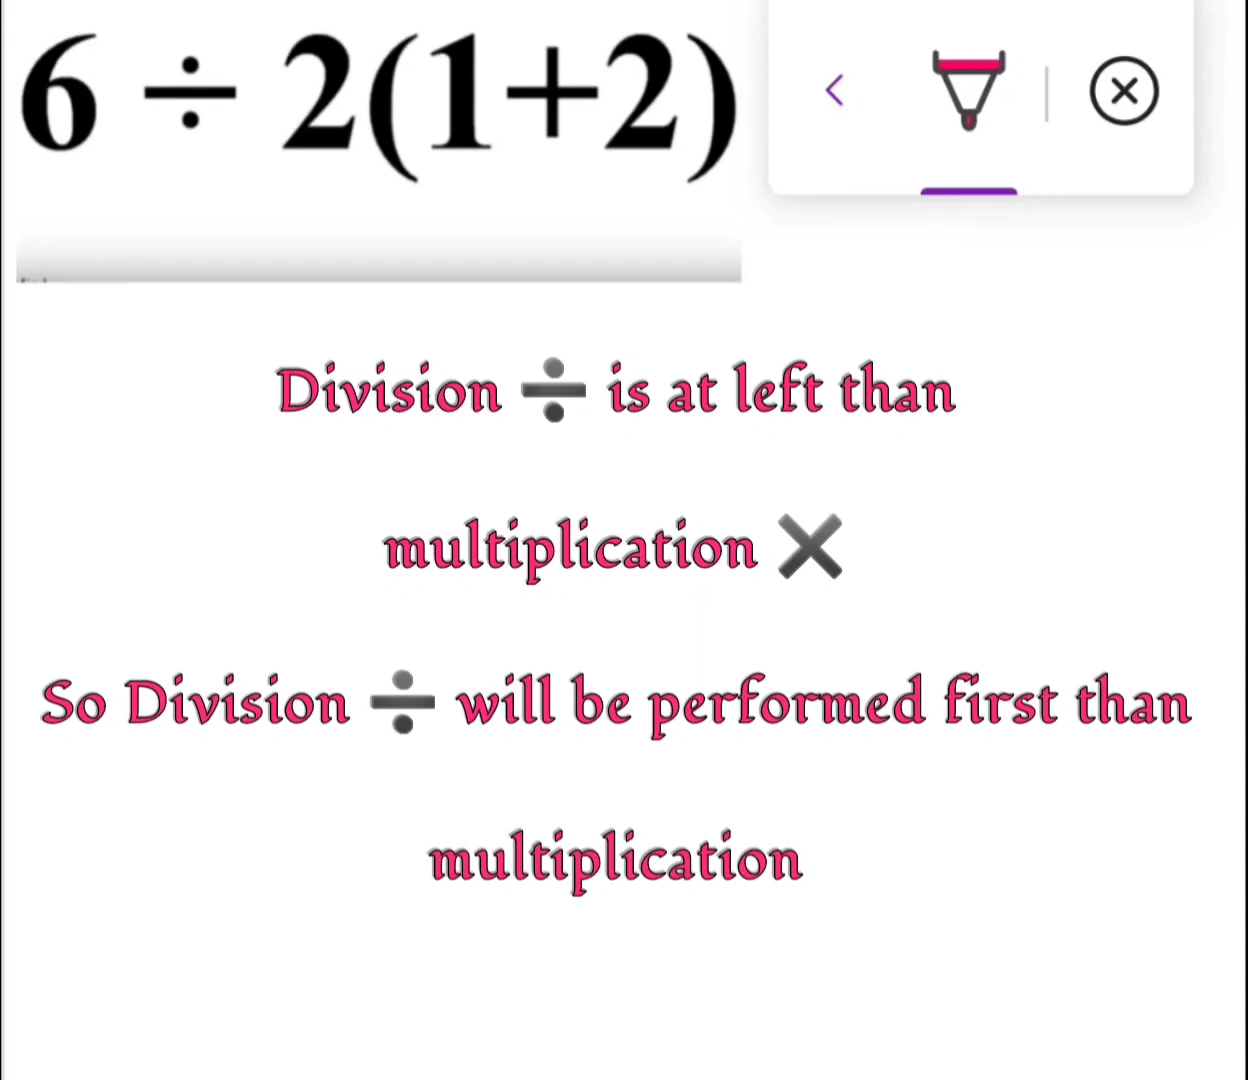 6 ÷ 2(1+2)
Division ➗ is at left than
multiplication ✖
So Division ➗ will be performed first than
multiplication